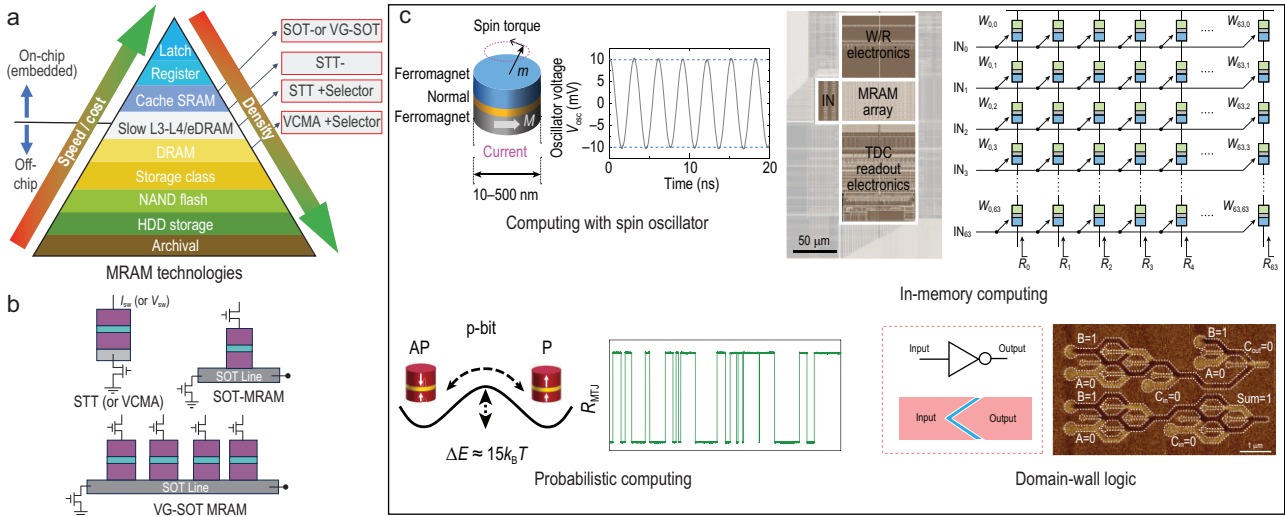 a
On-chip
(embedded)
Off-
chip
Speed / cost
Density
Latch
Register
Cache SRAM
Slow L3-L4/eDRAM
DRAM
Storage class
NAND flash
HDD storage
Archival
SOT-or VG-SOT
STT-
STT +Selector
VCMA +Selector
MRAM technologies
b
I_sw (or V_sw)
STT (or VCMA)
SOT Line
SOT-MRAM
SOT Line
VG-SOT MRAM
c
Spin torque
m
Ferromagnet
Normal
Ferromagnet
M
Current
10–500 nm
Oscillator voltage
V_osc (mV)
10
5
0
−5
−10
0
5
10
15
20
Time (ns)
Computing with spin oscillator
W/R
electronics
IN
MRAM
array
TDC
readout
electronics
50 μm
W_0,0
W_63,0
IN_0
W_0,1
W_63,1
IN_1
W_0,2
W_63,2
IN_2
W_0,3
W_63,3
IN_3
W_0,63
W_63,63
IN_63
R_0
R_1
R_2
R_3
R_4
R_63
In-memory computing
p-bit
AP
P
ΔE ≈ 15k_BT
R_MTJ
Probabilistic computing
Input
Output
Input
Output
B=1
B=1
C_out=0
A=0
A=0
B=1
C_in=0
Sum=1
A=0
C_in=0
1 μm
Domain-wall logic